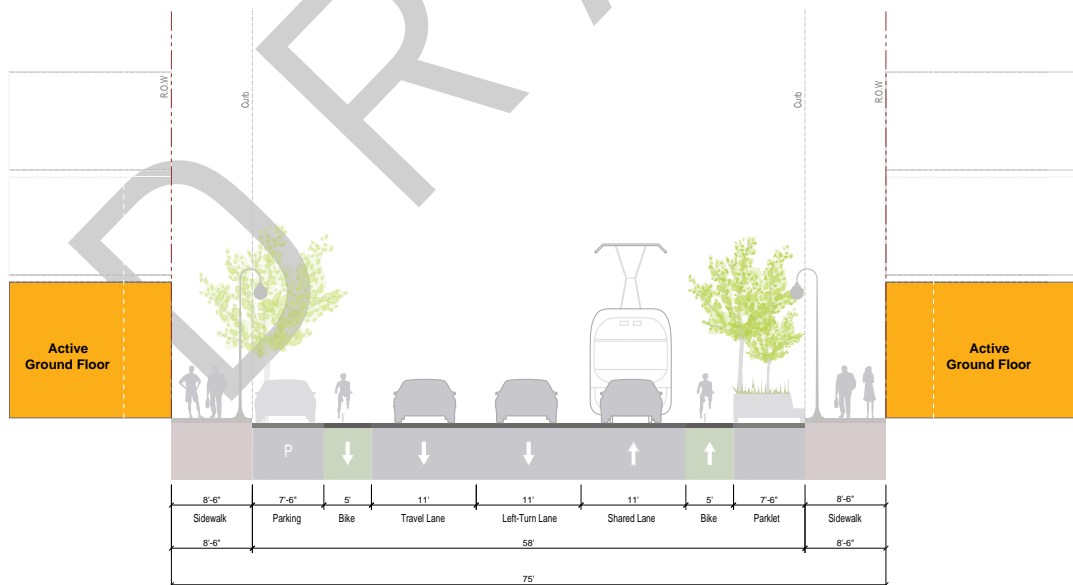 DRA
R.O.W
Curb
Curb
R.O.W
Active
Ground Floor
Active
Ground Floor
P
8'-6" 7'-6" 5' 11' 11' 11' 5' 7'-6" 8'-6"
Sidewalk Parking Bike Travel Lane Left-Turn Lane Shared Lane Bike Parklet Sidewalk
8'-6" 58' 8'-6"
75'